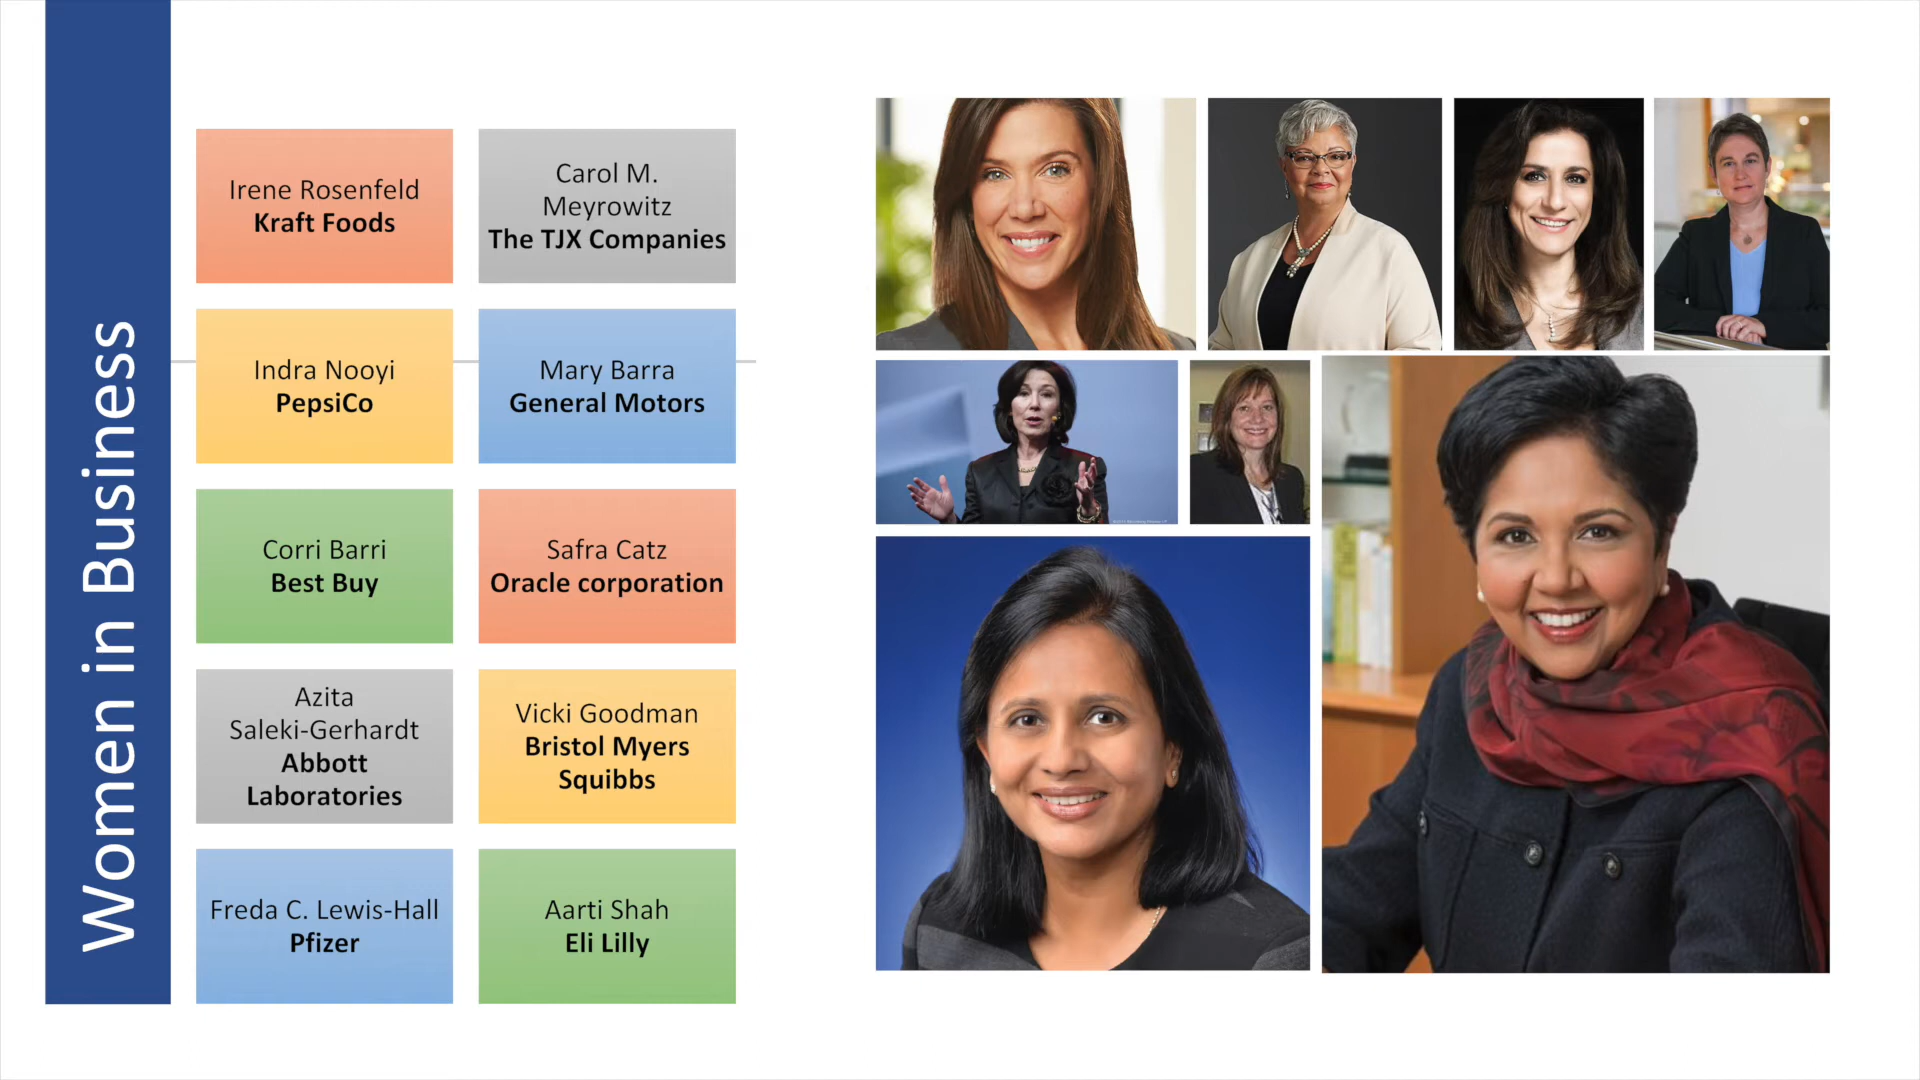 Women in Business
Irene Rosenfeld
Kraft Foods
Carol M.
Meyrowitz
The TJX Companies
Indra Nooyi
PepsiCo
Mary Barra
General Motors
Corri Barri
Best Buy
Safra Catz
Oracle corporation
Azita
Saleki-Gerhardt
Abbott
Laboratories
Vicki Goodman
Bristol Myers
Squibbs
Freda C. Lewis-Hall
Pfizer
Aarti Shah
Eli Lilly